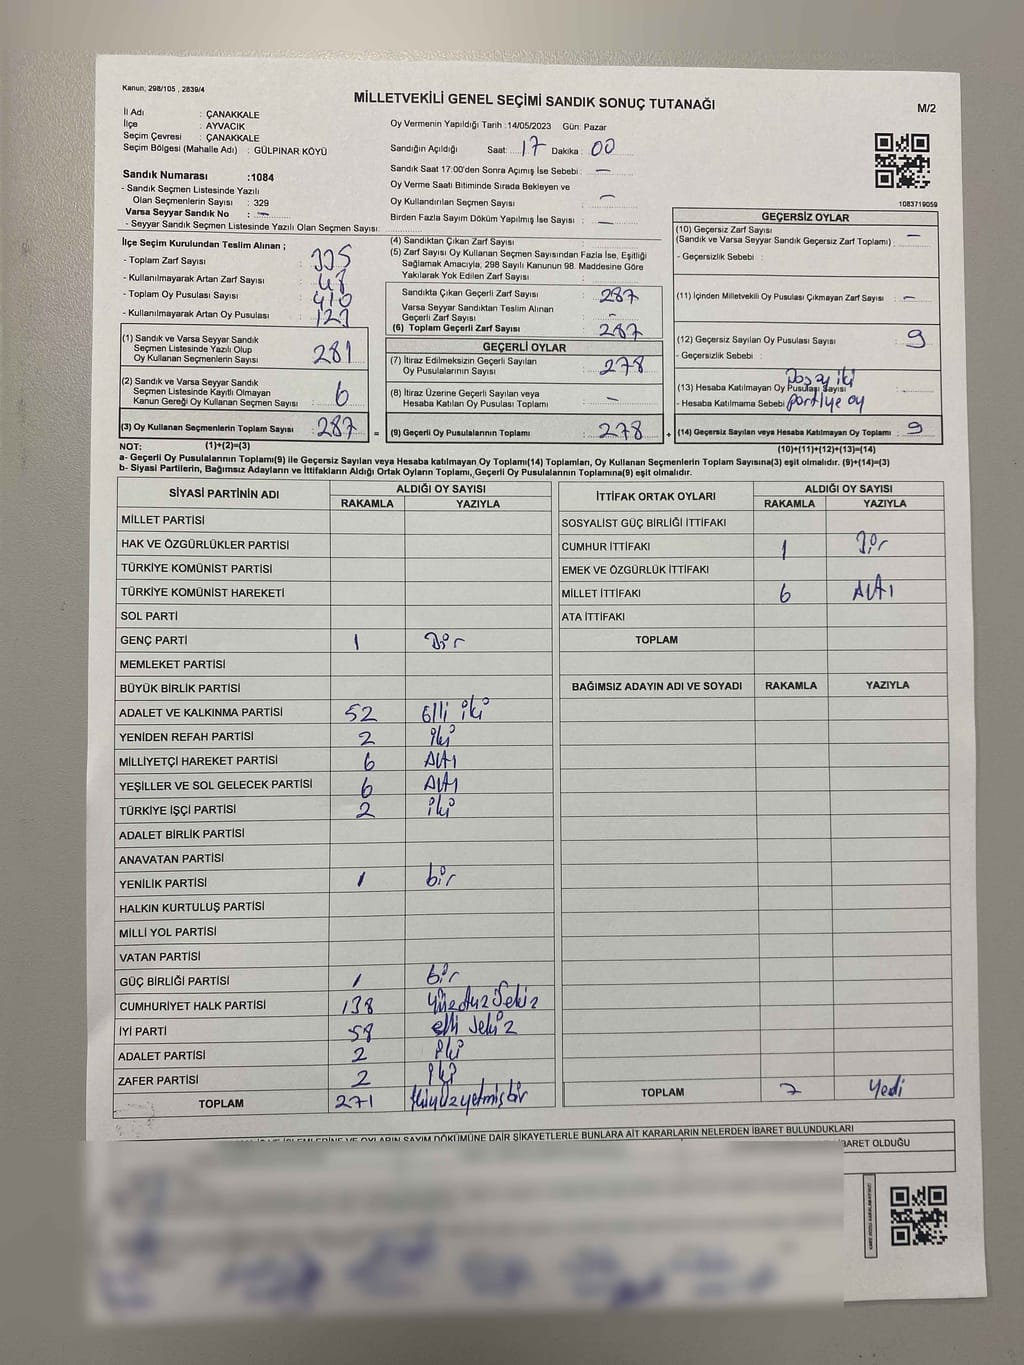 Kanun, 298/105 , 2839/4
MİLLETVEKİLİ GENEL SEÇİMİ SANDIK SONUÇ TUTANAĞI
M/2
İl Adı : ÇANAKKALE
İlçe : AYVACIK
Seçim Çevresi : ÇANAKKALE
Seçim Bölgesi (Mahalle Adı) : GÜLPINAR KÖYÜ
Sandık Numarası :1084
- Sandık Seçmen Listesinde Yazılı
Olan Seçmenlerin Sayısı : 329
Varsa Seyyar Sandık No : —
- Seyyar Sandık Seçmen Listesinde Yazılı Olan Seçmen Sayısı:
Oy Vermenin Yapıldığı Tarih :14/05/2023 Gün: Pazar
Sandığın Açıldığı Saat: 17 Dakika : 00
Sandık Saat 17:00'den Sonra Açımış İse Sebebi : —
Oy Verme Saati Bitiminde Sırada Bekleyen ve
Oy Kullandırılan Seçmen Sayısı : —
Birden Fazla Sayım Döküm Yapılmış İse Sayısı : —
1083719059
İlçe Seçim Kurulundan Teslim Alınan ;
- Toplam Zarf Sayısı : 335
- Kullanılmayarak Artan Zarf Sayısı : 48
- Toplam Oy Pusulası Sayısı : 410
- Kullanılmayarak Artan Oy Pusulası : 123
(1) Sandık ve Varsa Seyyar Sandık
Seçmen Listesinde Yazılı Olup
Oy Kullanan Seçmenlerin Sayısı : 281
(2) Sandık ve Varsa Seyyar Sandık
Seçmen Listesinde Kayıtlı Olmayan
Kanun Gereği Oy Kullanan Seçmen Sayısı : 6
(3) Oy Kullanan Seçmenlerin Toplam Sayısı : 287 =
(4) Sandıktan Çıkan Zarf Sayısı :
(5) Zarf Sayısı Oy Kullanan Seçmen Sayısından Fazla İse, Eşitliği
Sağlamak Amacıyla, 298 Sayılı Kanunun 98. Maddesine Göre
Yakılarak Yok Edilen Zarf Sayısı :
Sandıkta Çıkan Geçerli Zarf Sayısı : 287
Varsa Seyyar Sandıktan Teslim Alınan
Geçerli Zarf Sayısı : —
(6) Toplam Geçerli Zarf Sayısı : 287
GEÇERLİ OYLAR
(7) İtiraz Edilmeksizin Geçerli Sayılan
Oy Pusulalarının Sayısı : 278
(8) İtiraz Üzerine Geçerli Sayılan veya
Hesaba Katılan Oy Pusulası Toplamı : —
(9) Geçerli Oy Pusulalarının Toplamı : 278 +
GEÇERSİZ OYLAR
(10) Geçersiz Zarf Sayısı : —
(Sandık ve Varsa Seyyar Sandık Geçersiz Zarf Toplamı)
- Geçersizlik Sebebi :
(11) İçinden Milletvekili Oy Pusulası Çıkmayan Zarf Sayısı : —
(12) Geçersiz Sayılan Oy Pusulası Sayısı : 9
- Geçersizlik Sebebi :
(13) Hesaba Katılmayan Oy Pusulası Sayısı : iki
- Hesaba Katılmama Sebebi partiye oy
(14) Geçersiz Sayılan veya Hesaba Katılmayan Oy Toplamı : 9
NOT: (1)+(2)=(3) (10)+(11)+(12)+(13)=(14)
a- Geçerli Oy Pusulalarının Toplamı(9) ile Geçersiz Sayılan veya Hesaba katılmayan Oy Toplamı(14) Toplamları, Oy Kullanan Seçmenlerin Toplam Sayısına(3) eşit olmalıdır. (9)+(14)=(3)
b- Siyasi Partilerin, Bağımsız Adayların ve İttifakların Aldığı Oyların Toplamı, Geçerli Oy Pusulalarının Toplamına(9) eşit olmalıdır.
SİYASİ PARTİNİN ADI ALDIĞI OY SAYISI
RAKAMLA YAZIYLA
MİLLET PARTİSİ
HAK VE ÖZGÜRLÜKLER PARTİSİ
TÜRKİYE KOMÜNİST PARTİSİ
TÜRKİYE KOMÜNİST HAREKETİ
SOL PARTİ
GENÇ PARTİ 1 Bir
MEMLEKET PARTİSİ
BÜYÜK BİRLİK PARTİSİ
ADALET VE KALKINMA PARTİSİ 52 Elli iki
YENİDEN REFAH PARTİSİ 2 iki
MİLLİYETÇİ HAREKET PARTİSİ 6 Altı
YEŞİLLER VE SOL GELECEK PARTİSİ 6 Altı
TÜRKİYE İŞÇİ PARTİSİ 2 iki
ADALET BİRLİK PARTİSİ
ANAVATAN PARTİSİ
YENİLİK PARTİSİ 1 bir
HALKIN KURTULUŞ PARTİSİ
MİLLİ YOL PARTİSİ
VATAN PARTİSİ
GÜÇ BİRLİĞİ PARTİSİ 1 bir
CUMHURİYET HALK PARTİSİ 138 Yüzotuz Sekiz
İYİ PARTİ 58 elli sekiz
ADALET PARTİSİ 2 iki
ZAFER PARTİSİ 2 iki
TOPLAM 271 ikiyüzyetmişbir
İTTİFAK ORTAK OYLARI ALDIĞI OY SAYISI
RAKAMLA YAZIYLA
SOSYALİST GÜÇ BİRLİĞİ İTTİFAKI
CUMHUR İTTİFAKI 1 Bir
EMEK VE ÖZGÜRLÜK İTTİFAKI
MİLLET İTTİFAKI 6 Altı
ATA İTTİFAKI
TOPLAM
BAĞIMSIZ ADAYIN ADI VE SOYADI RAKAMLA YAZIYLA
TOPLAM 7 Yedi
OYLARIN SAYIM DÖKÜMÜNE DAİR ŞİKAYETLERLE BUNLARA AİT KARARLARIN NELERDEN İBARET BULUNDUKLARI
İBARET OLDUĞU